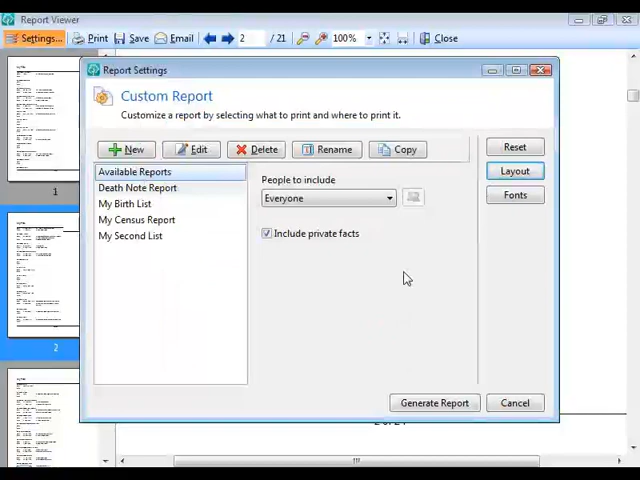 Report Viewer
Settings... Print Save Email 2 / 21 100% Close
Report Settings
Custom Report
Customize a report by selecting what to print and where to print it.
New Edit Delete Rename Copy Reset
Available Reports
Death Note Report
My Birth List
My Census Report
My Second List
People to include
Everyone
Include private facts
Layout
Fonts
Generate Report Cancel
1
2